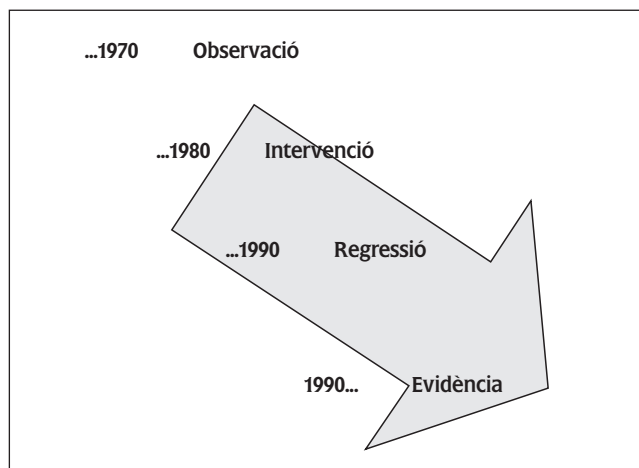 ...1970 Observació
...1980 Intervenció
...1990 Regressió
1990... Evidència